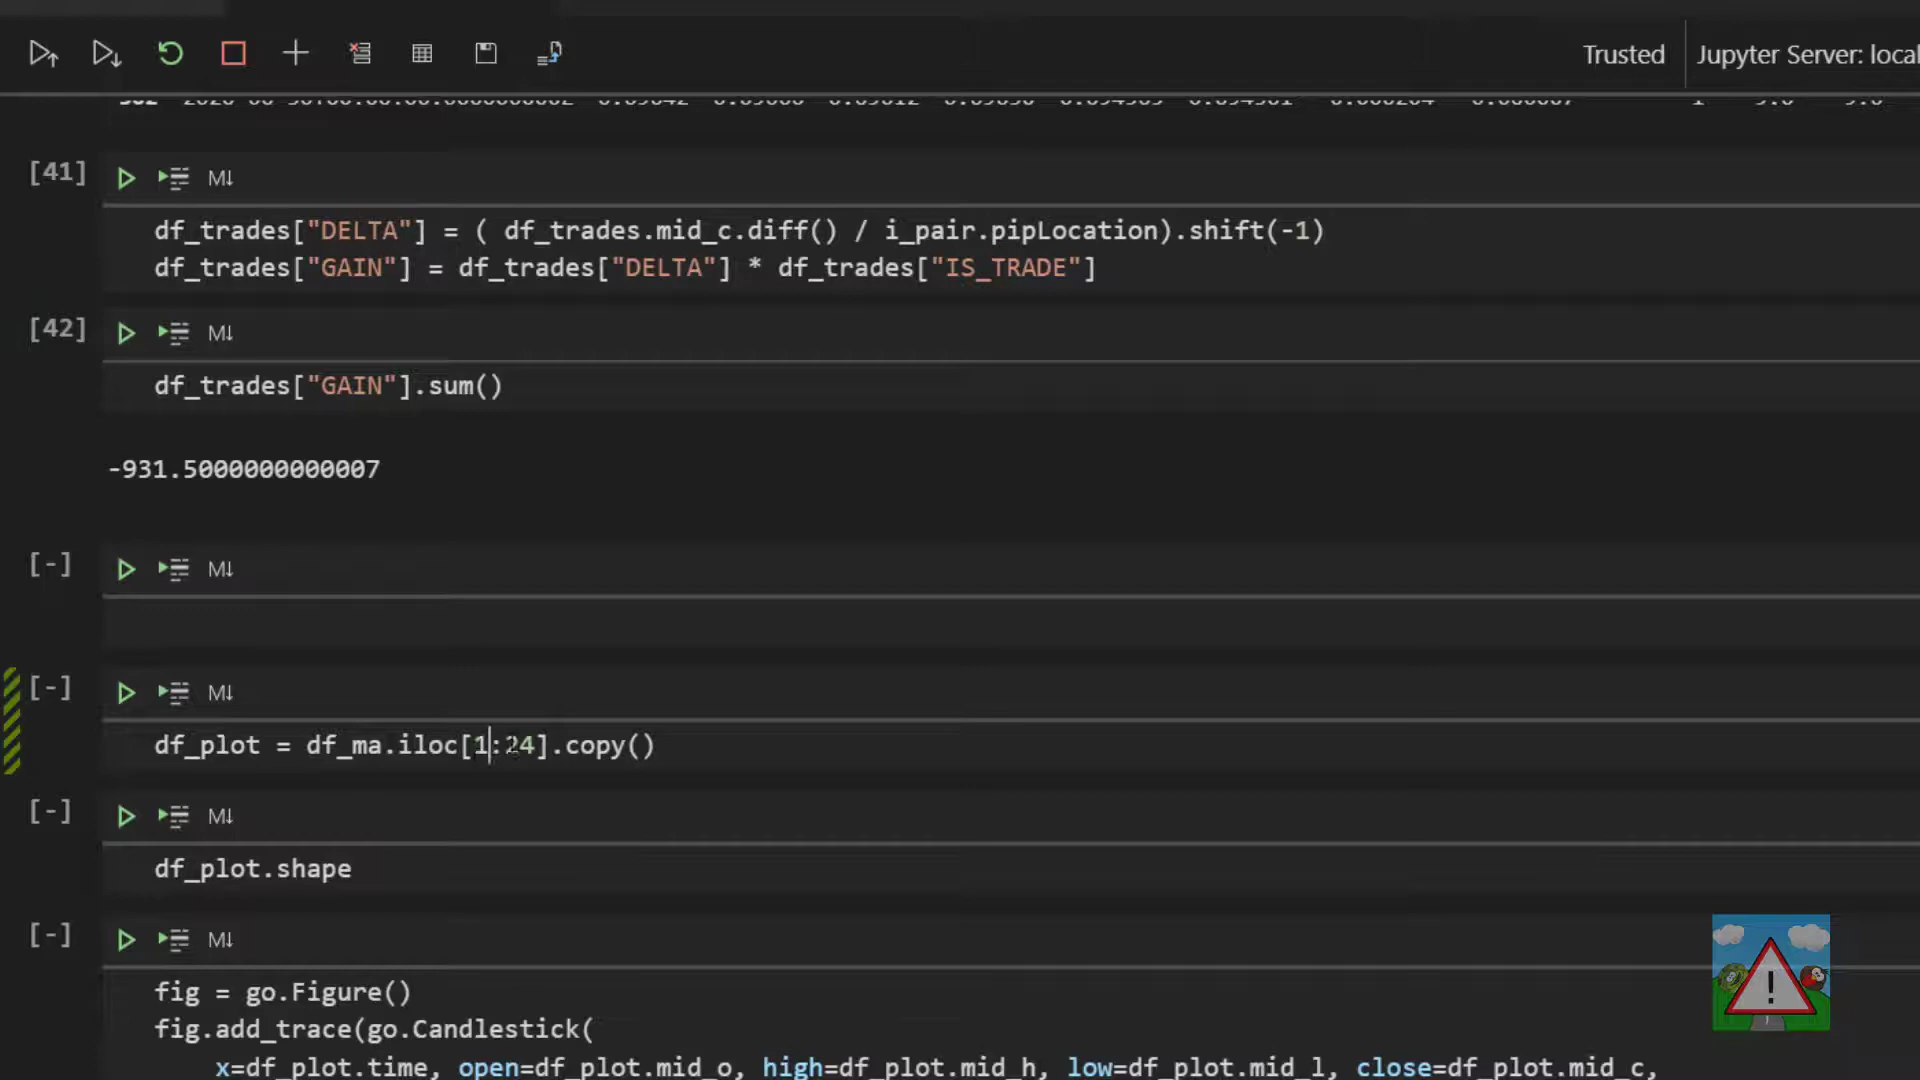 Trusted
Jupyter Server: local
[41]
M↓
df_trades["DELTA"] = ( df_trades.mid_c.diff() / i_pair.pipLocation).shift(-1)
df_trades["GAIN"] = df_trades["DELTA"] * df_trades["IS_TRADE"]
[42]
M↓
df_trades["GAIN"].sum()
-931.5000000000007
[-]
M↓
[-]
M↓
df_plot = df_ma.iloc[1:24].copy()
[-]
M↓
df_plot.shape
[-]
M↓
fig = go.Figure()
fig.add_trace(go.Candlestick(
x=df_plot.time, open=df_plot.mid_o, high=df_plot.mid_h, low=df_plot.mid_l, close=df_plot.mid_c,
!